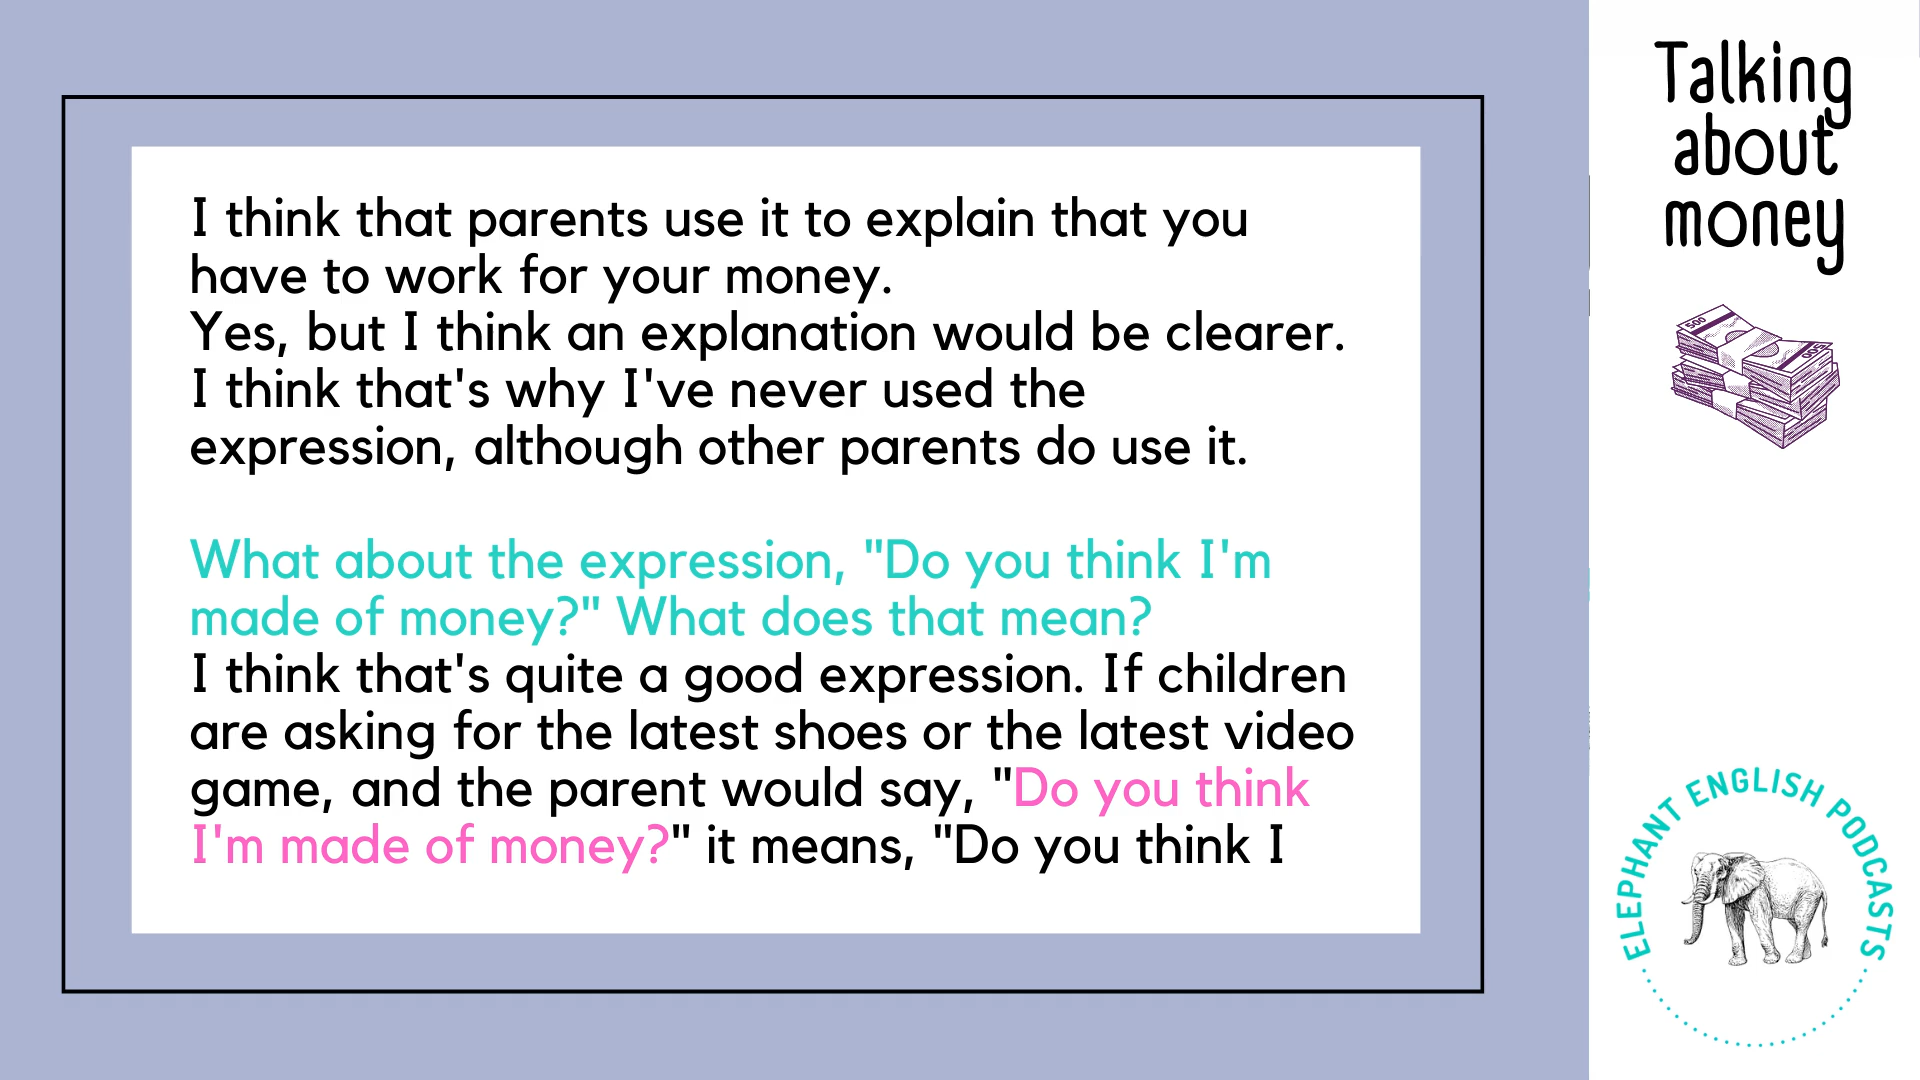 I think that parents use it to explain that you
have to work for your money.
Yes, but I think an explanation would be clearer.
I think that's why I've never used the
expression, although other parents do use it.
What about the expression, "Do you think I'm
made of money?" What does that mean?
I think that's quite a good expression. If children
are asking for the latest shoes or the latest video
game, and the parent would say, "Do you think
I'm made of money?" it means, "Do you think I
Talking
about
money
500
500
ELEPHANT ENGLISH PODCASTS